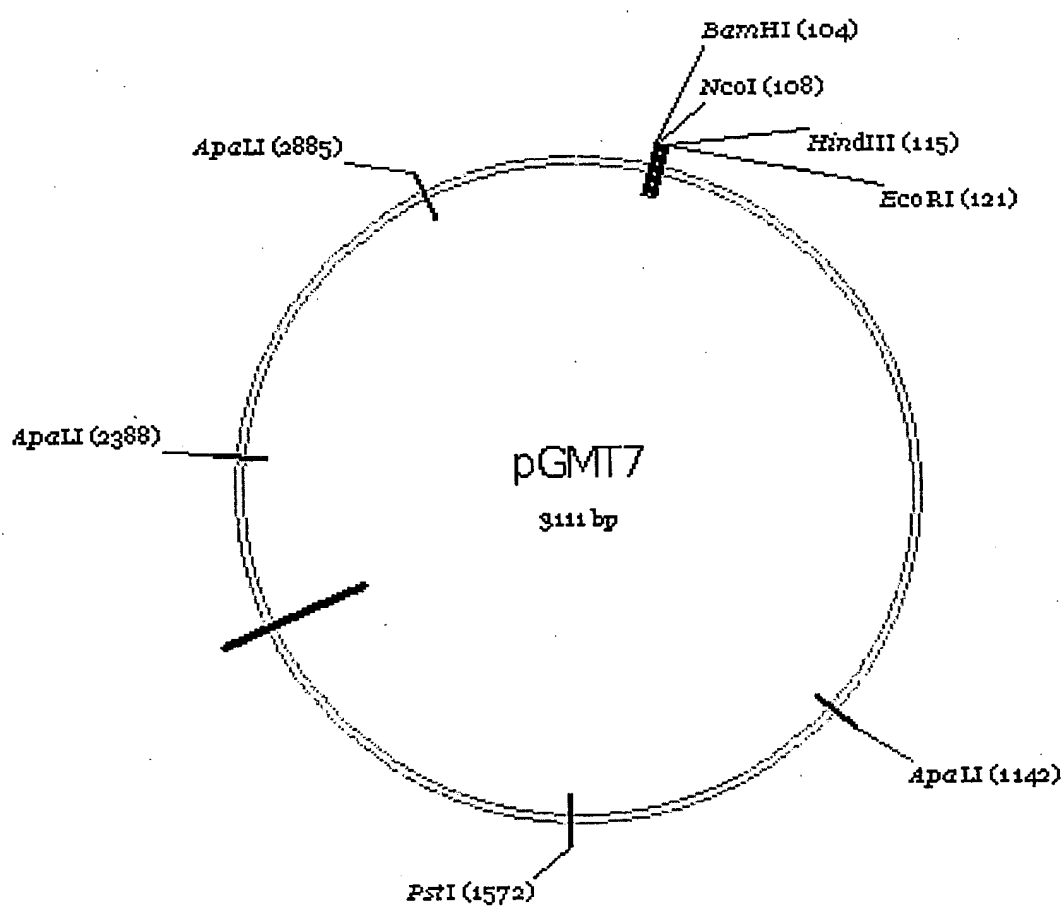 BamHI (104)
NcoI (108)
HindIII (115)
EcoRI (121)
ApaLI (2885)
ApaLI (2388)
pGMT7
3111 bp
ApaLI (1142)
PstI (1572)